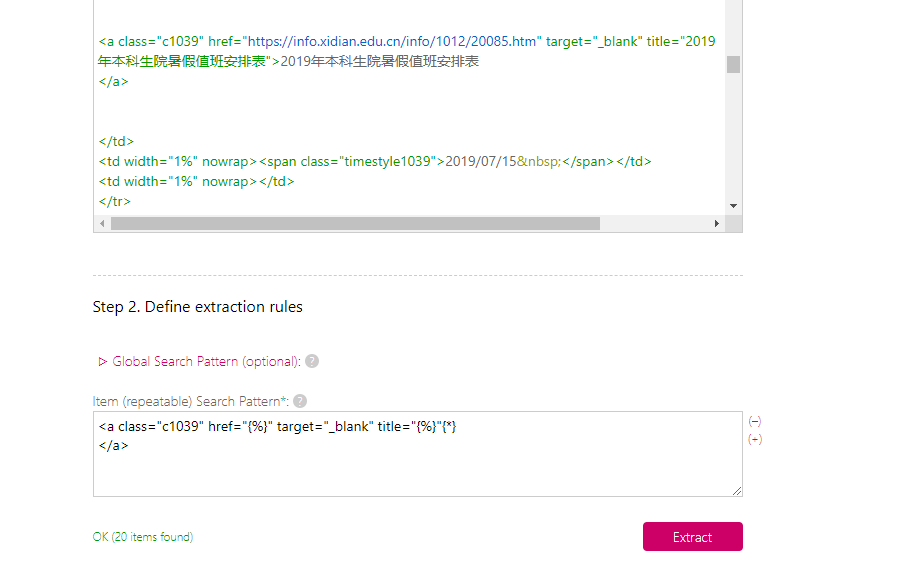 <a class="c1039" href="https://info.xidian.edu.cn/info/1012/20085.htm" target="_blank" title="2019
年本科生院暑假值班安排表">2019年本科生院暑假值班安排表
</a>
</td>
<td width="1%" nowrap><span class="timestyle1039">2019/07/15&nbsp;</span></td>
<td width="1%" nowrap></td>
</tr>
Step 2. Define extraction rules
Global Search Pattern (optional): ?
Item (repeatable) Search Pattern*: ?
<a class="c1039" href="{%}" target="_blank" title="{%}"{*}
</a>
(−)
(+)
OK (20 items found)
Extract